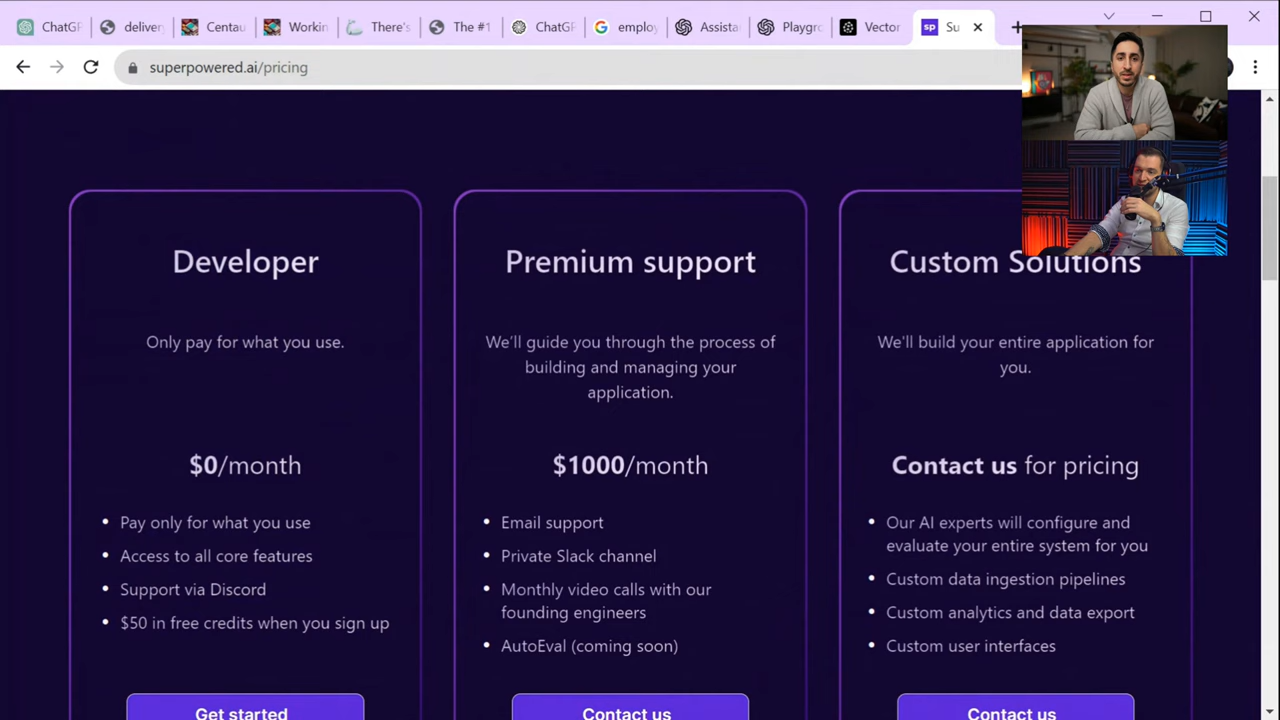 ChatGP
delivery
Centau
Workin
There's
The #1
ChatGP
employ
Assista
Playgro
Vector
sp
Su
superpowered.ai/pricing
Developer
Only pay for what you use.
$0/month
• Pay only for what you use
• Access to all core features
• Support via Discord
• $50 in free credits when you sign up
Get started
Premium support
We'll guide you through the process of
building and managing your
application.
$1000/month
• Email support
• Private Slack channel
• Monthly video calls with our
founding engineers
• AutoEval (coming soon)
Contact us
Custom Solutions
We'll build your entire application for
you.
Contact us for pricing
• Our AI experts will configure and
evaluate your entire system for you
• Custom data ingestion pipelines
• Custom analytics and data export
• Custom user interfaces
Contact us